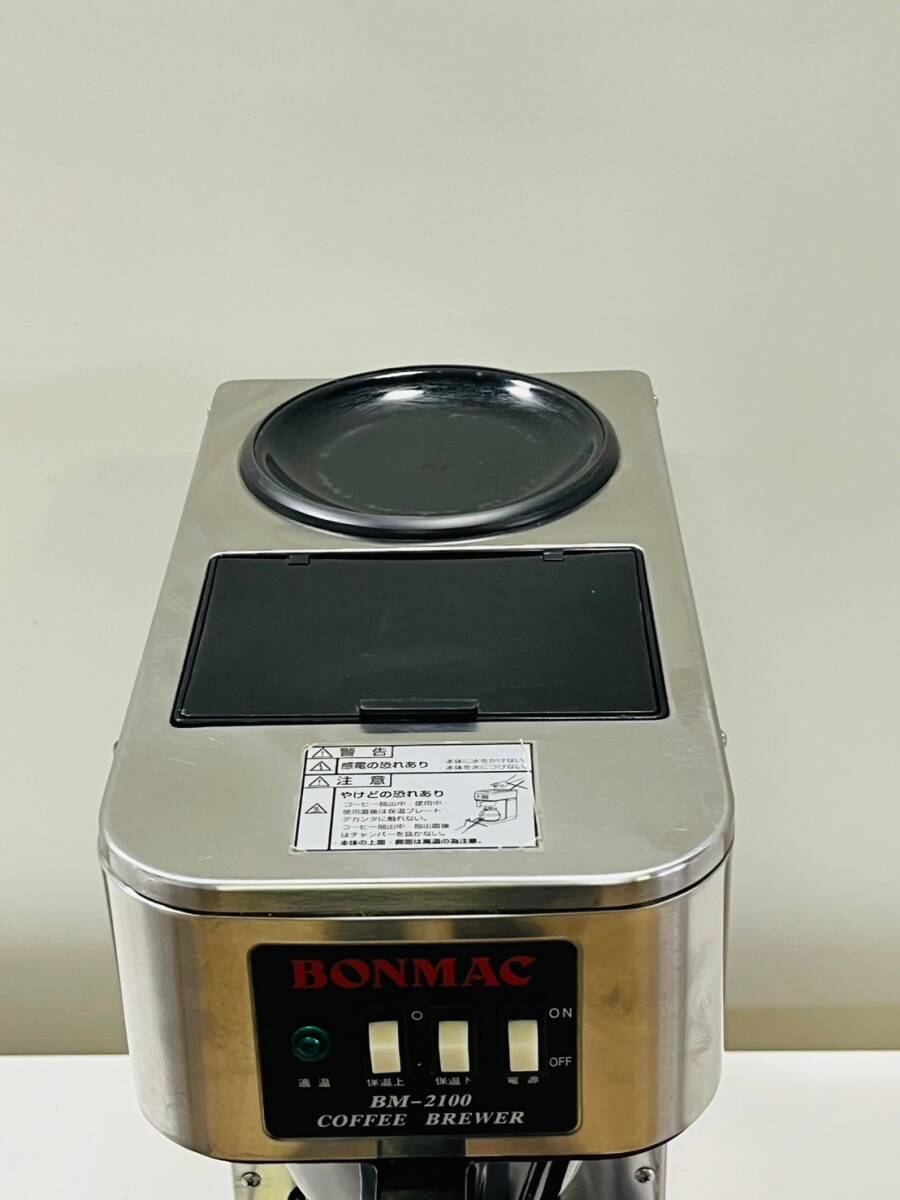 警告
感電の恐れあり
本体に水をかけない。
本体を水につけない。
注意
やけどの恐れあり
・コーヒー抽出中・使用中・
使用直後は保温プレート・
デカンタに触れない。
・コーヒー抽出中・抽出直後
はチャンバーを抜かない。
・本体の上面・側面は高温の為注意。
BONMAC
ON
OFF
適温
保温上
保温下
電源
BM-2100
COFFEE BREWER